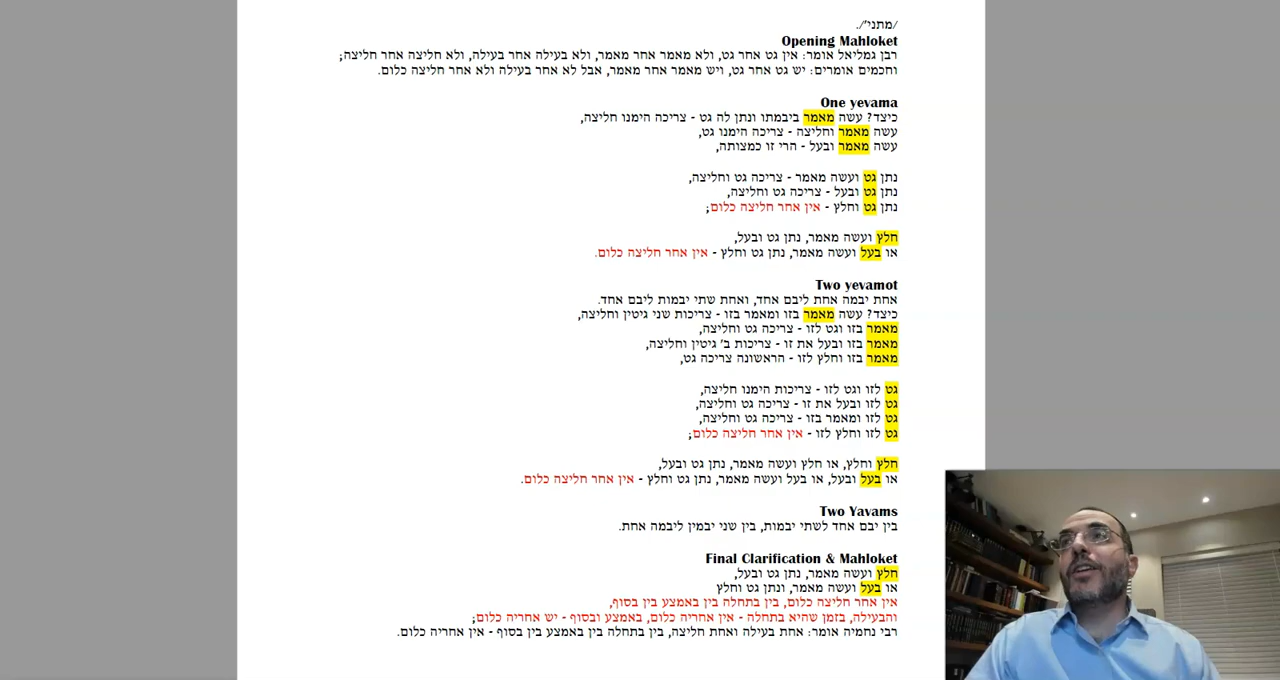 /מתני'/.
Opening Mahloket
רבן גמליאל אומר: אין גט אחר גט, ולא מאמר אחר מאמר, ולא בעילה אחר בעילה, ולא חליצה אחר חליצה;
וחכמים אומרים: יש גט אחר גט, ויש מאמר אחר מאמר, אבל לא אחר בעילה ולא אחר חליצה כלום.
One yevama
כיצד? עשה מאמר ביבמתו ונתן לה גט - צריכה הימנו חליצה,
עשה מאמר וחליצה - צריכה הימנו גט,
עשה מאמר ובעל - הרי זו כמצותה,
נתן גט ועשה מאמר - צריכה גט וחליצה,
נתן גט ובעל - צריכה גט וחליצה,
נתן גט וחלץ - אין אחר חליצה כלום;
חלץ ועשה מאמר, נתן גט ובעל,
או בעל ועשה מאמר, נתן גט וחלץ - אין אחר חליצה כלום.
Two yevamot
אחת יבמה אחת ליבם אחד, ואחת שתי יבמות ליבם אחד.
כיצד? עשה מאמר בזו ומאמר בזו - צריכות שני גיטין וחליצה,
מאמר בזו וגט לזו - צריכה גט וחליצה,
מאמר בזו ובעל את זו - צריכות ב' גיטין וחליצה,
מאמר בזו וחלץ לזו - הראשונה צריכה גט,
גט לזו וגט לזו - צריכות הימנו חליצה,
גט לזו ובעל את זו - צריכה גט וחליצה,
גט לזו ומאמר בזו - צריכה גט וחליצה,
גט לזו וחלץ לזו - אין אחר חליצה כלום;
חלץ וחלץ, או חלץ ועשה מאמר, נתן גט ובעל,
או בעל ובעל, או בעל ועשה מאמר, נתן גט וחלץ - אין אחר חליצה כלום.
Two Yavams
בין יבם אחד לשתי יבמות, בין שני יבמין ליבמה אחת.
Final Clarification & Mahloket
חלץ ועשה מאמר, נתן גט ובעל,
או בעל ועשה מאמר, ונתן גט וחלץ
אין אחר חליצה כלום, בין בתחלה בין באמצע בין בסוף,
והבעילה, בזמן שהיא בתחלה - אין אחריה כלום, באמצע ובסוף - יש אחריה כלום;
רבי נחמיה אומר: אחת בעילה ואחת חליצה, בין בתחלה בין באמצע בין בסוף - אין אחריה כלום.